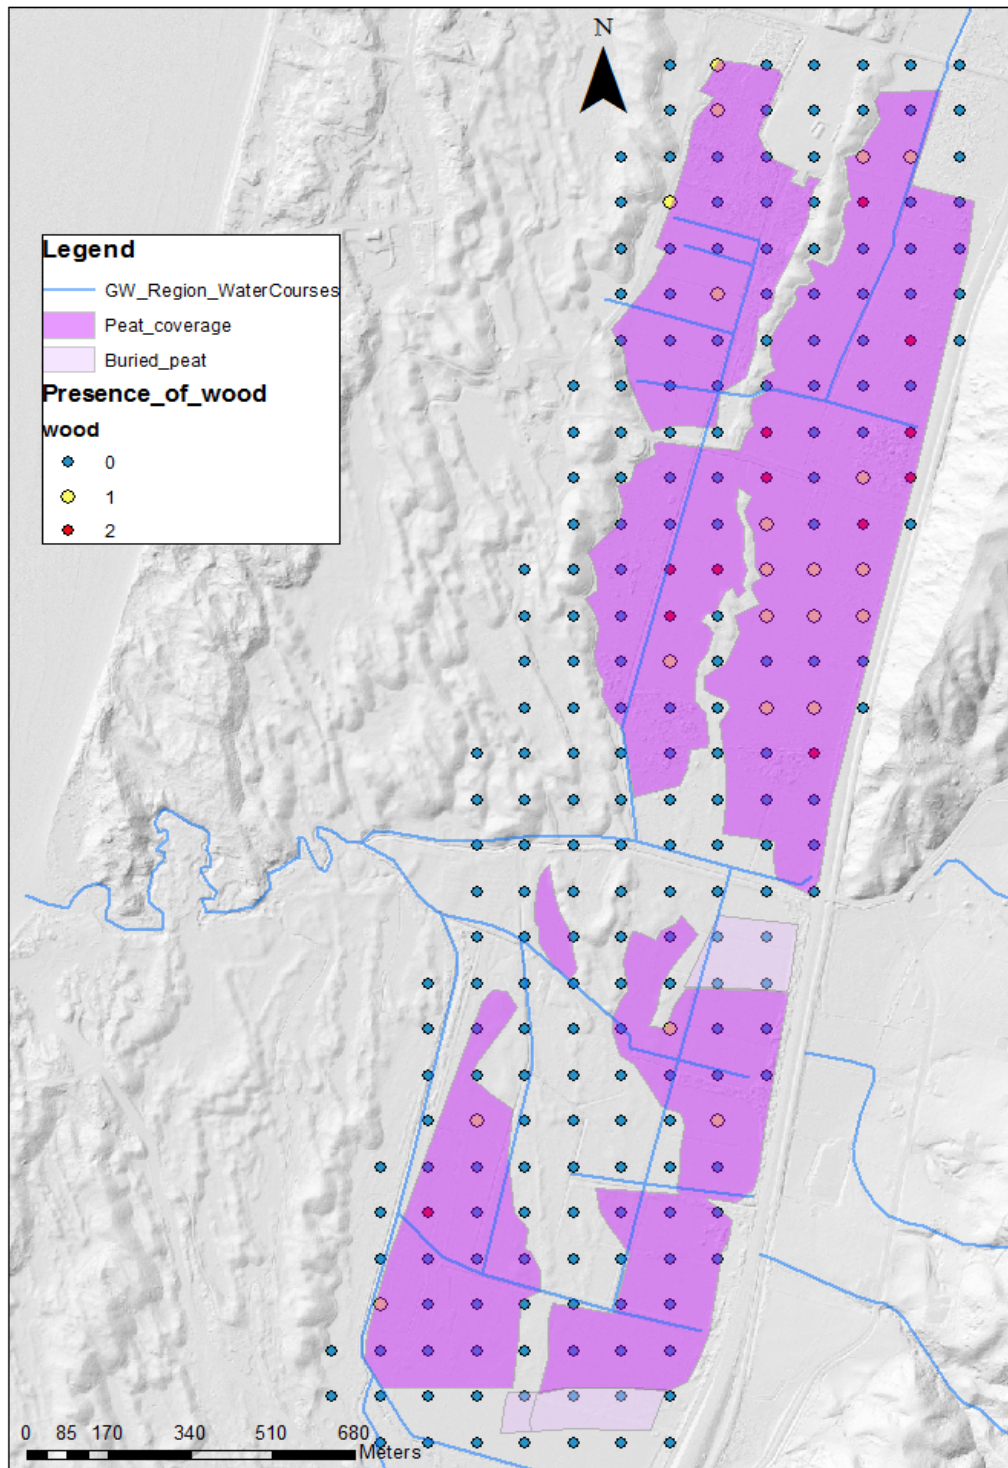 N
Legend
GW_Region_WaterCourses
Peat_coverage
Buried_peat
Presence_of_wood
wood
0
1
2
0 85 170 340 510 680
Meters